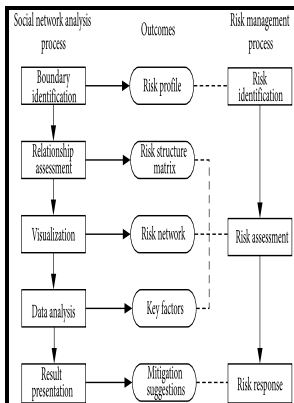 Social network analysis
process
Outcomes
Risk management
process
Boundary
identification
Risk profile
Risk
identification
Relationship
assessment
Risk structure
matrix
Visualization
Risk network
Risk assessment
Data analysis
Key factors
Result
presentation
Mitigation
suggestions
Risk response